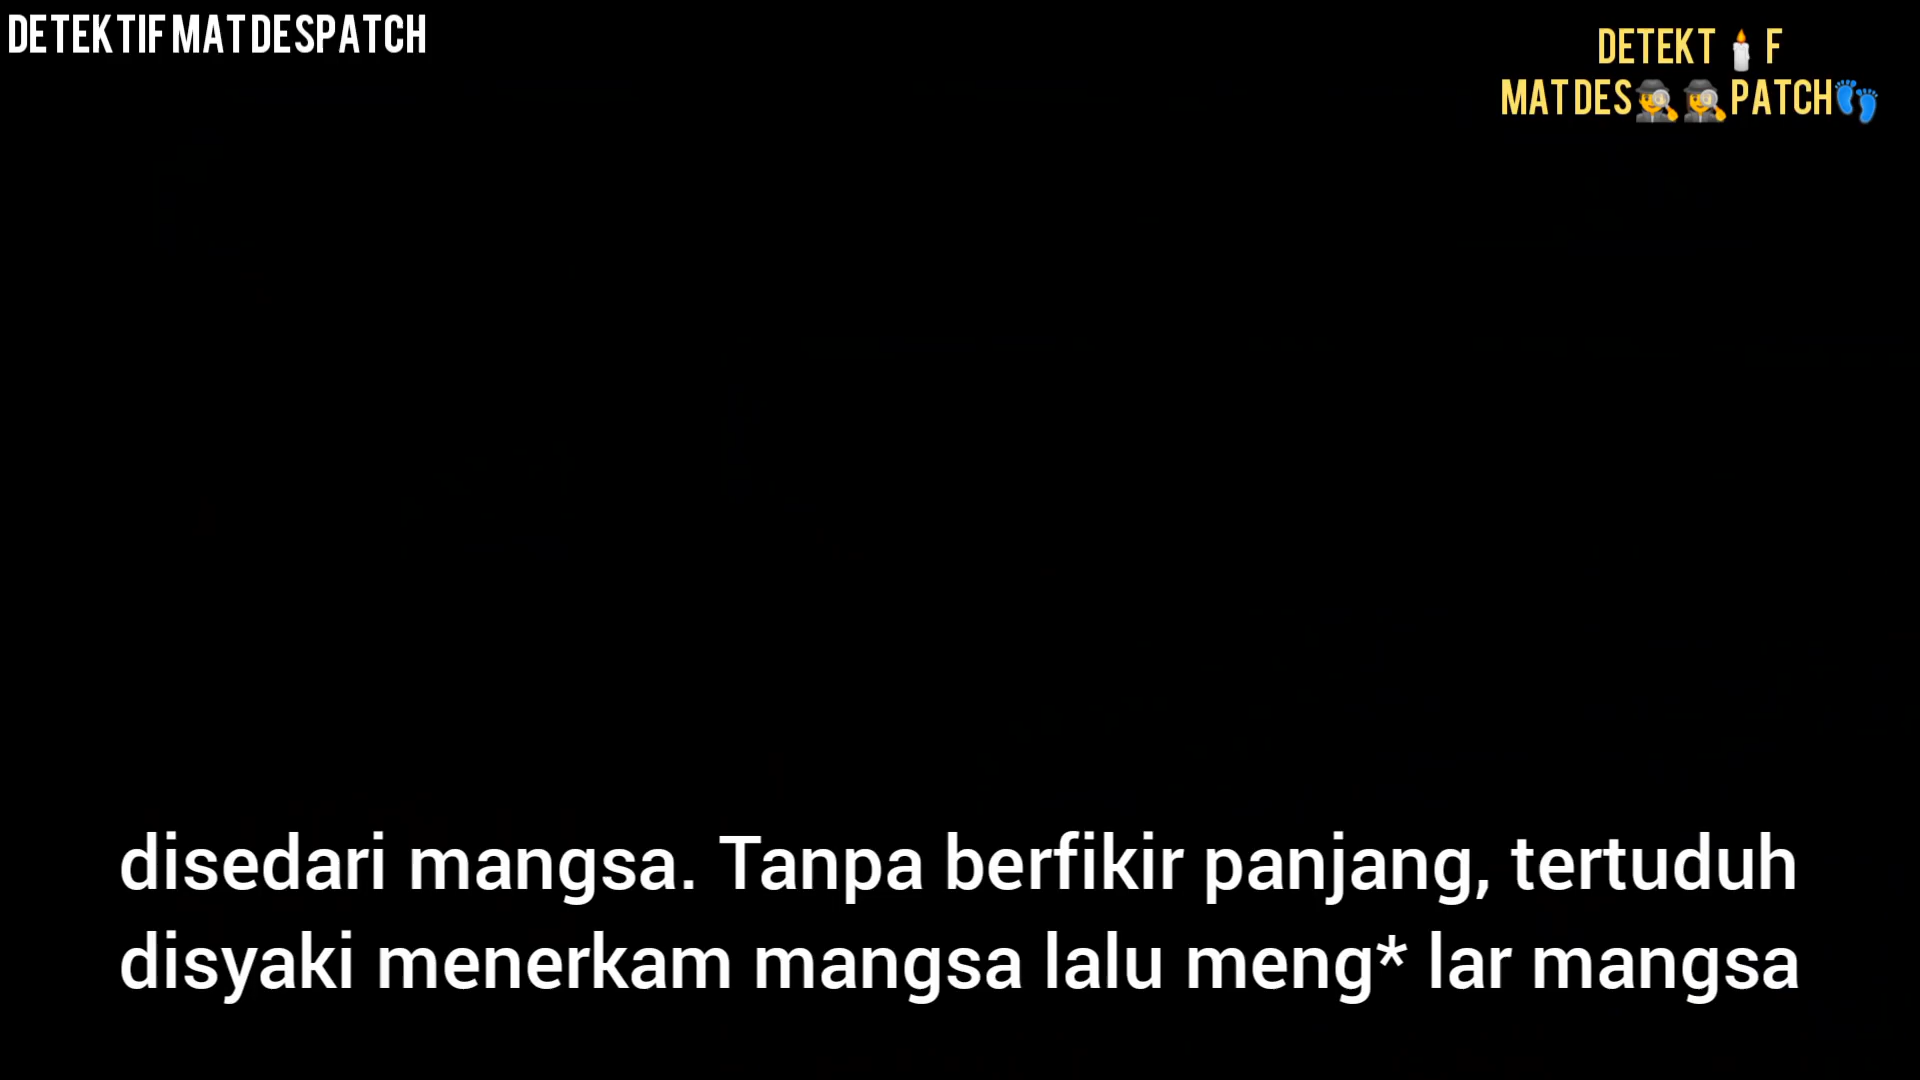 DETEKTIF MAT DESPATCH
DETEKT🕯️F
MAT DES🕵️🕵️PATCH👣
disedari mangsa. Tanpa berfikir panjang, tertuduh
disyaki menerkam mangsa lalu meng* lar mangsa